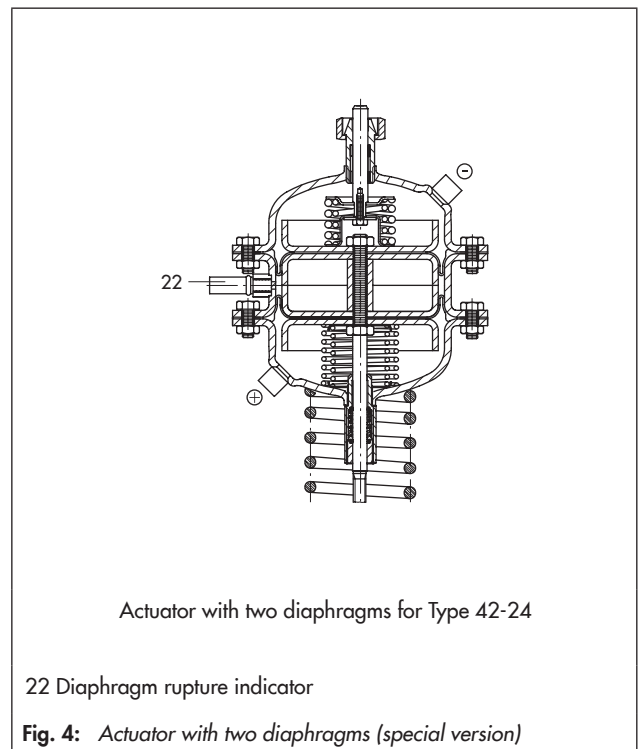 ⊖
22
⊕
Actuator with two diaphragms for Type 42-24
22 Diaphragm rupture indicator
Fig. 4: Actuator with two diaphragms (special version)